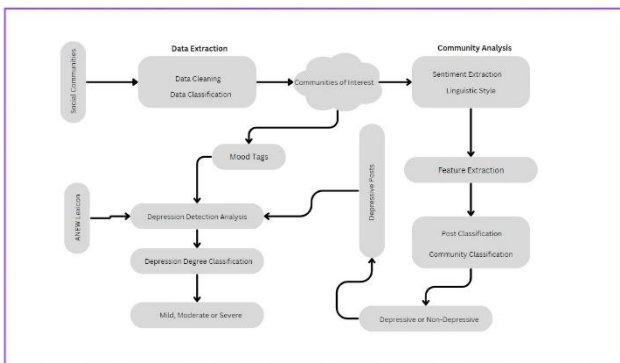 Data Extraction
Community Analysis
Social Communities
Data Cleaning
Data Classification
Communities of Interest
Sentiment Extraction
Linguistic Style
Mood Tags
Depressive Posts
Feature Extraction
ANEW Lexicon
Depression Detection Analysis
Post Classification
Community Classification
Depression Degree Classification
Mild, Moderate or Severe
Depressive or Non-Depressive